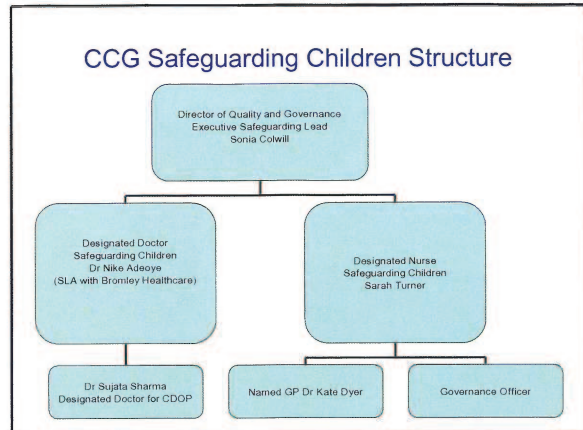 CCG Safeguarding Children Structure
Director of Quality and Governance
Executive Safeguarding Lead
Sonia Colwill
Designated Doctor
Safeguarding Children
Dr Nike Adeoye
(SLA with Bromley Healthcare)
Designated Nurse
Safeguarding Children
Sarah Turner
Dr Sujata Sharma
Designated Doctor for CDOP
Named GP Dr Kate Dyer
Governance Officer